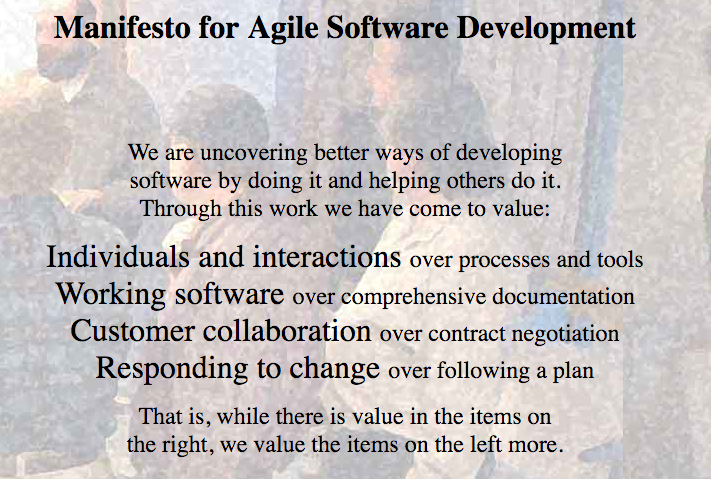 Manifesto for Agile Software Development
We are uncovering better ways of developing
software by doing it and helping others do it.
Through this work we have come to value:
Individuals and interactions over processes and tools
Working software over comprehensive documentation
Customer collaboration over contract negotiation
Responding to change over following a plan
That is, while there is value in the items on
the right, we value the items on the left more.